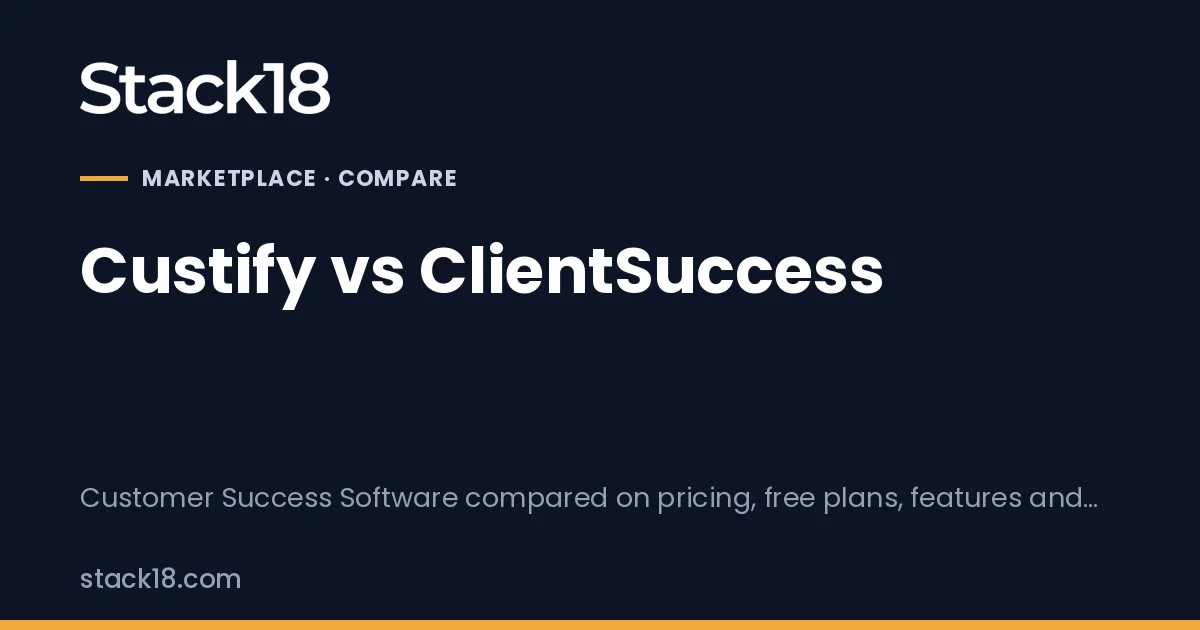 Stack18
MARKETPLACE · COMPARE
Custify vs ClientSuccess
Customer Success Software compared on pricing, free plans, features and...
stack18.com